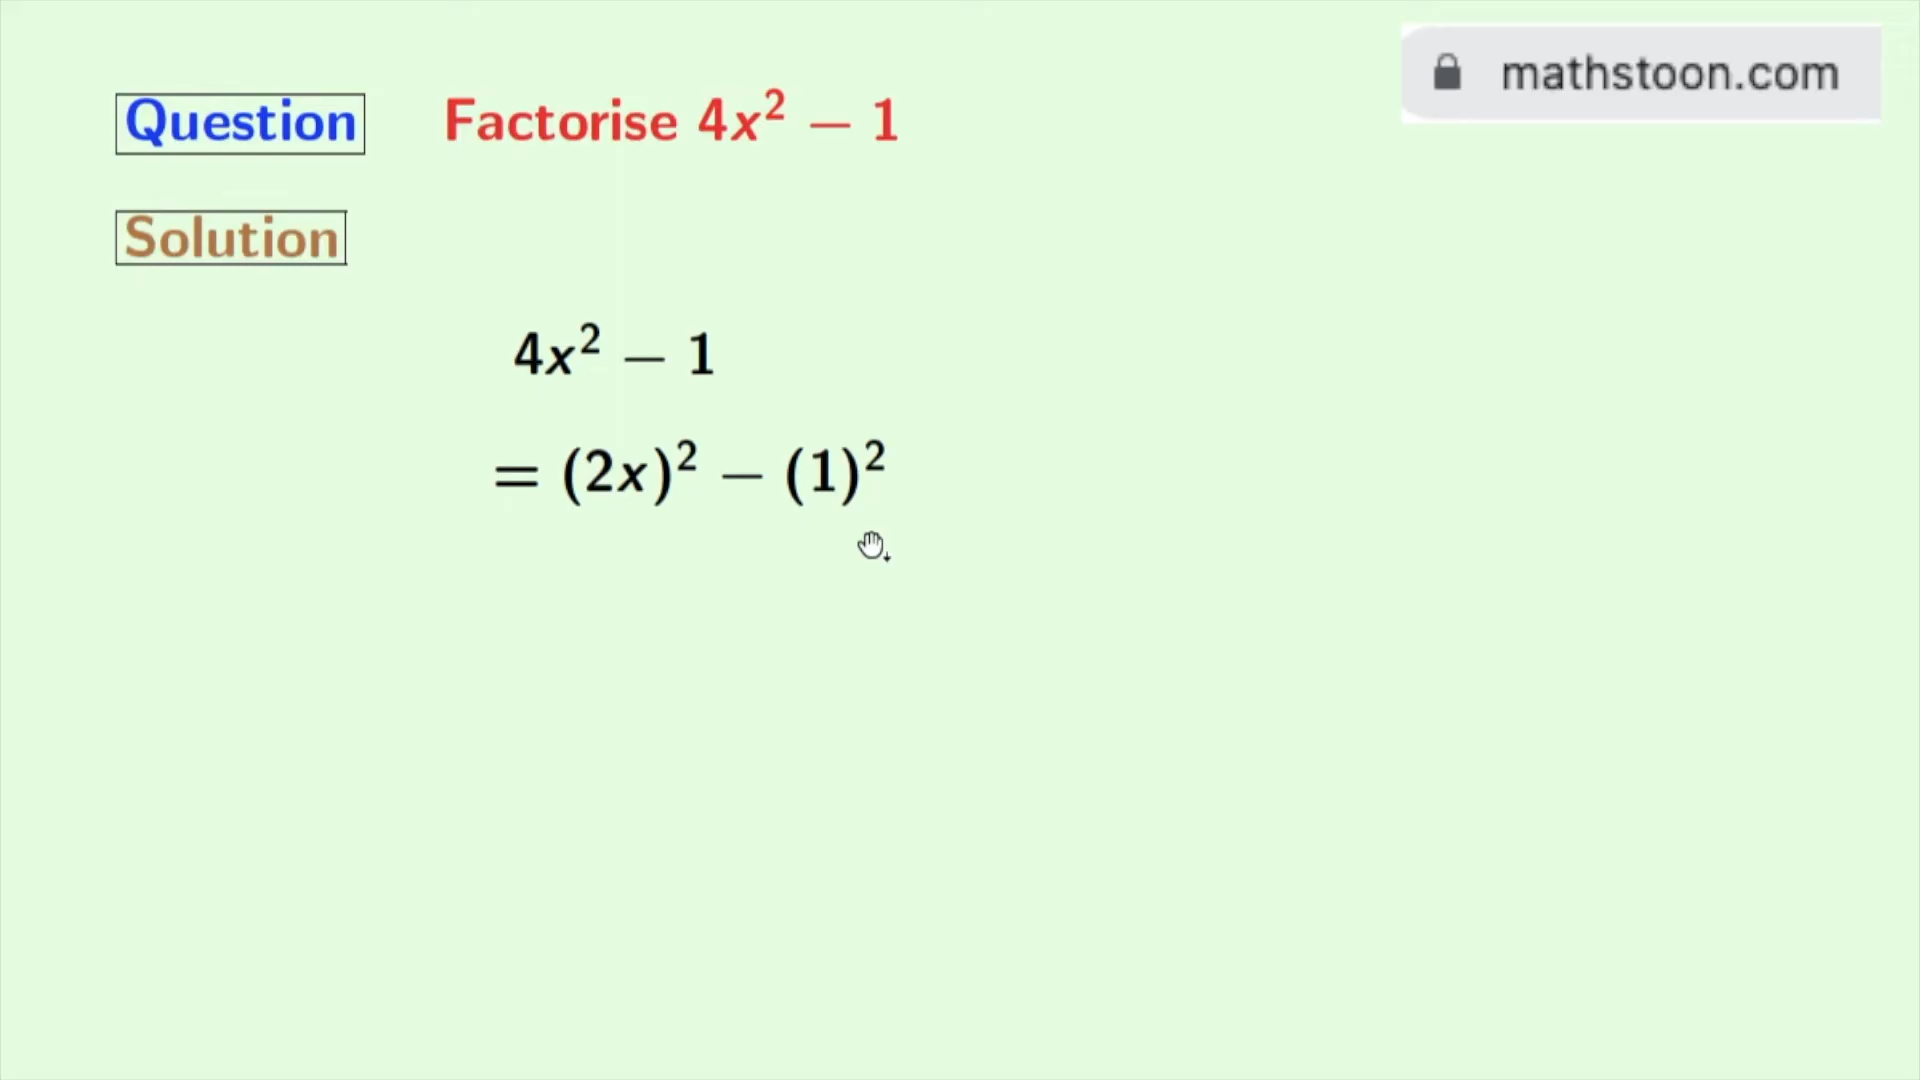 mathstoon.com
Question Factorise 4x² − 1
Solution
4x² − 1
= (2x)² − (1)²